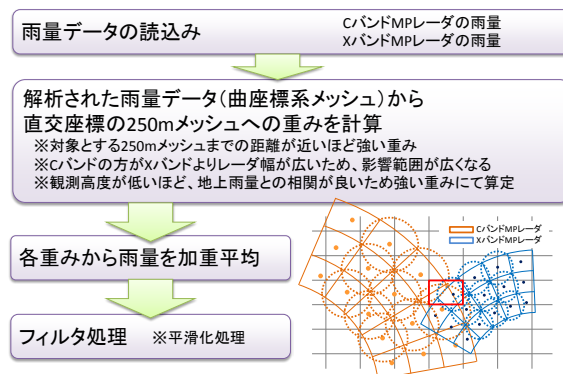 雨量データの読込み
CバンドMPレーダの雨量
XバンドMPレーダの雨量
解析された雨量データ(曲座標系メッシュ)から
直交座標の250mメッシュへの重みを計算
※対象とする250mメッシュまでの距離が近いほど強い重み
※Cバンドの方がXバンドよりレーダ幅が広いため、影響範囲が広くなる
※観測高度が低いほど、地上雨量との相関が良いため強い重みにて算定
各重みから雨量を加重平均
フィルタ処理 ※平滑化処理
CバンドMPレーダ
XバンドMPレーダ